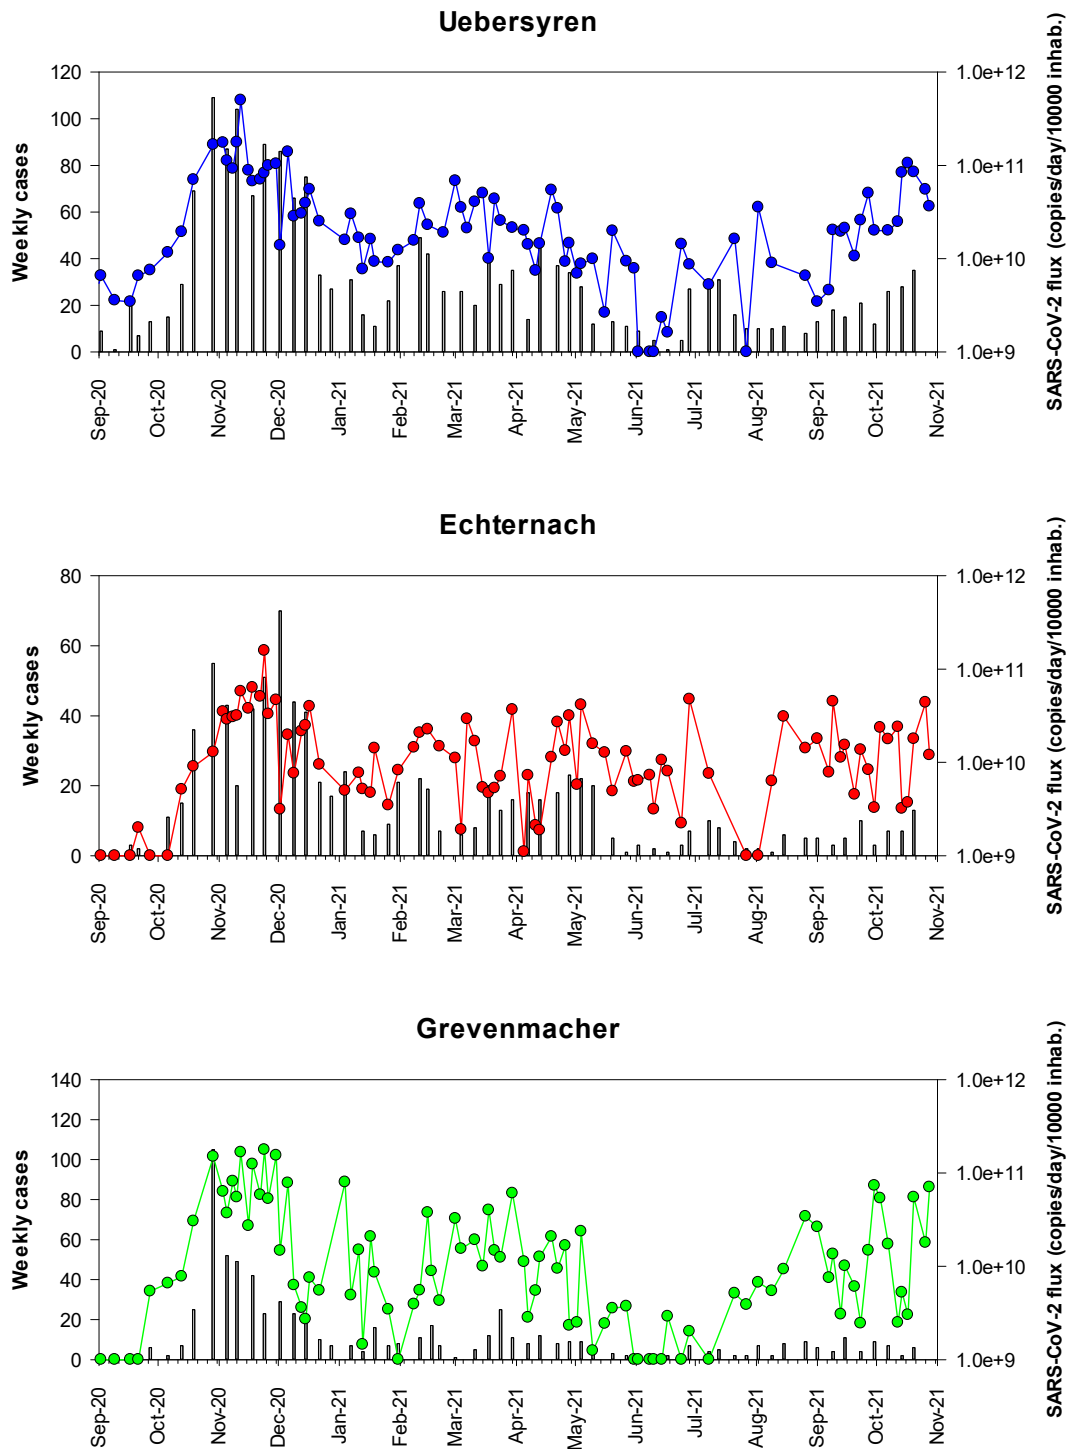 Uebersyren
Weekly cases
SARS-CoV-2 flux (copies/day/10000 inhab.)
120
100
80
60
40
20
0
1.0e+12
1.0e+11
1.0e+10
1.0e+9
Sep-20
Oct-20
Nov-20
Dec-20
Jan-21
Feb-21
Mar-21
Apr-21
May-21
Jun-21
Jul-21
Aug-21
Sep-21
Oct-21
Nov-21
Echternach
Weekly cases
SARS-CoV-2 flux (copies/day/10000 inhab.)
80
60
40
20
0
1.0e+12
1.0e+11
1.0e+10
1.0e+9
Sep-20
Oct-20
Nov-20
Dec-20
Jan-21
Feb-21
Mar-21
Apr-21
May-21
Jun-21
Jul-21
Aug-21
Sep-21
Oct-21
Nov-21
Grevenmacher
Weekly cases
SARS-CoV-2 flux (copies/day/10000 inhab.)
140
120
100
80
60
40
20
0
1.0e+12
1.0e+11
1.0e+10
1.0e+9
Sep-20
Oct-20
Nov-20
Dec-20
Jan-21
Feb-21
Mar-21
Apr-21
May-21
Jun-21
Jul-21
Aug-21
Sep-21
Oct-21
Nov-21